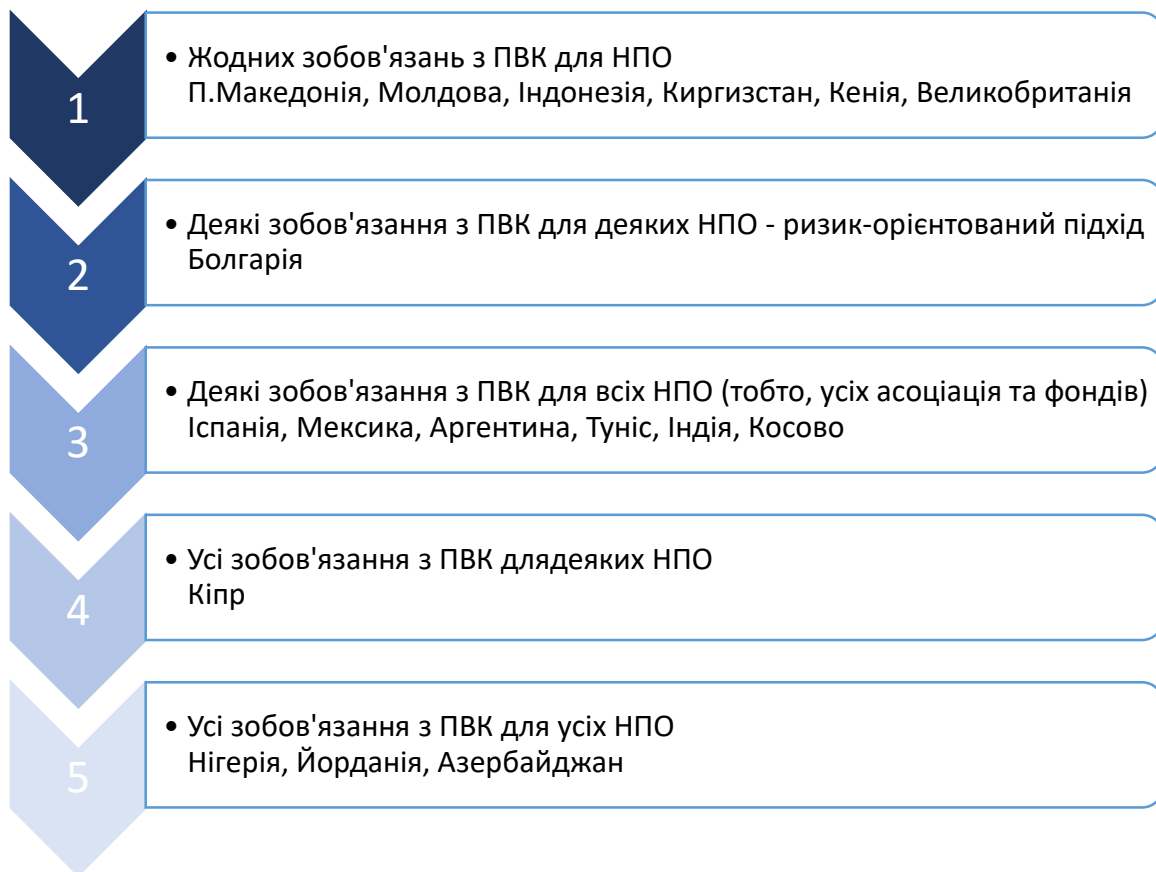 1
• Жодних зобов'язань з ПВК для НПО
П.Македонія, Молдова, Індонезія, Киргизстан, Кенія, Великобританія
2
• Деякі зобов'язання з ПВК для деяких НПО - ризик-орієнтований підхід
Болгарія
3
• Деякі зобов'язання з ПВК для всіх НПО (тобто, усіх асоціація та фондів)
Іспанія, Мексика, Аргентина, Туніс, Індія, Косово
4
• Усі зобов'язання з ПВК длядеяких НПО
Кіпр
5
• Усі зобов'язання з ПВК для усіх НПО
Нігерія, Йорданія, Азербайджан